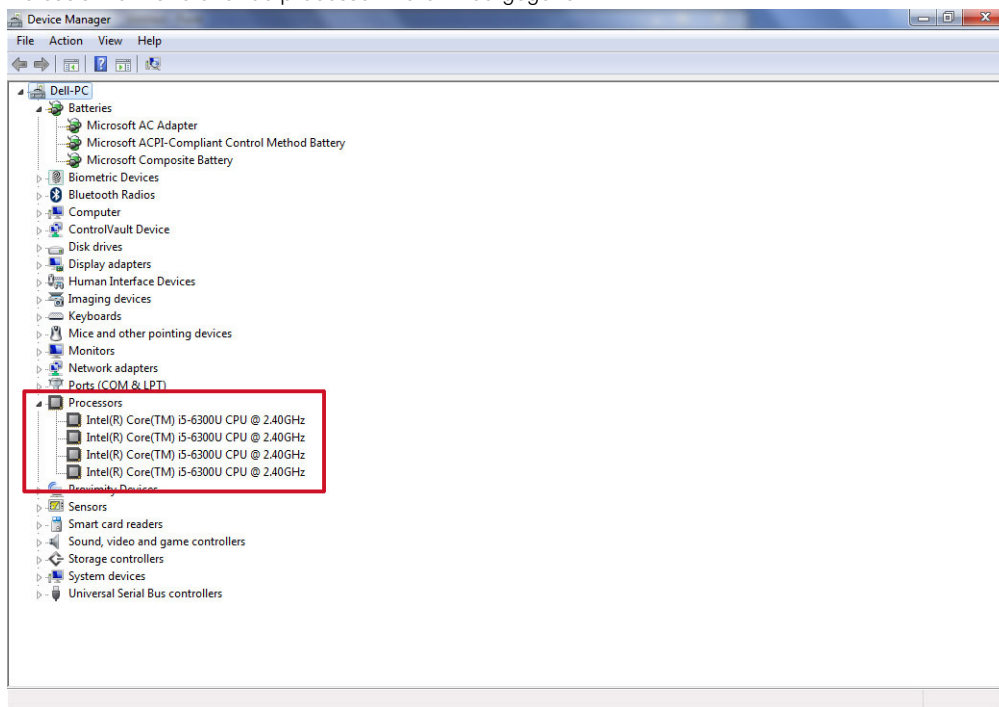 Device Manager
File Action View Help
Dell-PC
Batteries
Microsoft AC Adapter
Microsoft ACPI-Compliant Control Method Battery
Microsoft Composite Battery
Biometric Devices
Bluetooth Radios
Computer
ControlVault Device
Disk drives
Display adapters
Human Interface Devices
Imaging devices
Keyboards
Mice and other pointing devices
Monitors
Network adapters
Ports (COM & LPT)
Processors
Intel(R) Core(TM) i5-6300U CPU @ 2.40GHz
Intel(R) Core(TM) i5-6300U CPU @ 2.40GHz
Intel(R) Core(TM) i5-6300U CPU @ 2.40GHz
Intel(R) Core(TM) i5-6300U CPU @ 2.40GHz
Proximity Devices
Sensors
Smart card readers
Sound, video and game controllers
Storage controllers
System devices
Universal Serial Bus controllers